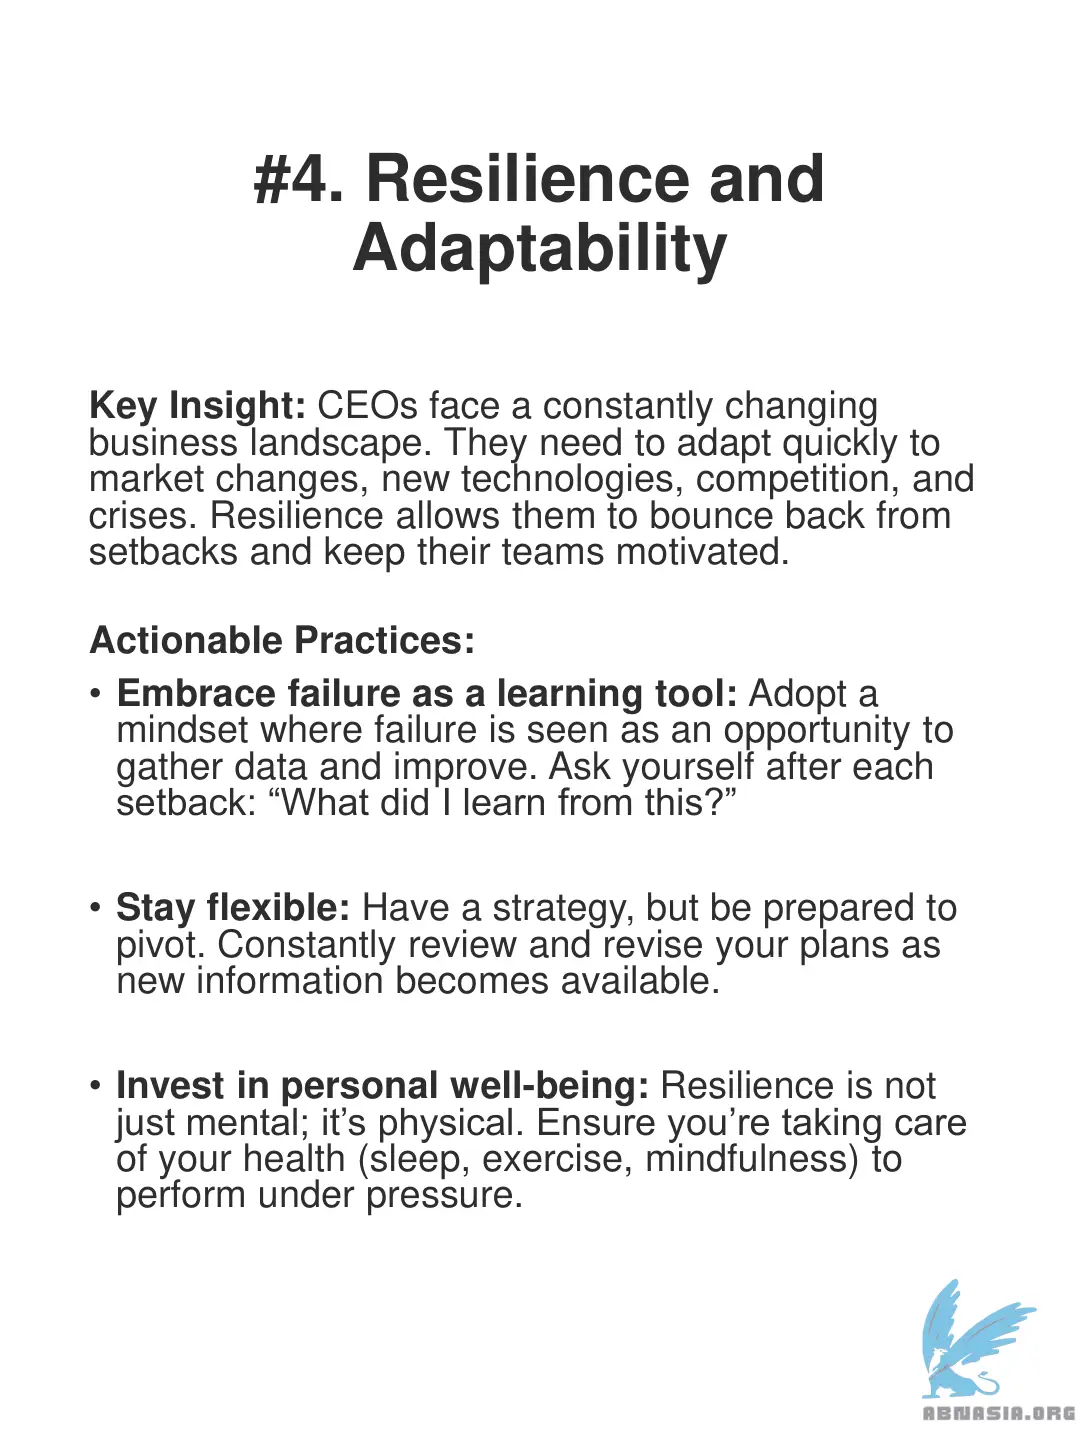 #4. Resilience and
Adaptability
Key Insight: CEOs face a constantly changing
business landscape. They need to adapt quickly to
market changes, new technologies, competition, and
crises. Resilience allows them to bounce back from
setbacks and keep their teams motivated.
Actionable Practices:
• Embrace failure as a learning tool: Adopt a
mindset where failure is seen as an opportunity to
gather data and improve. Ask yourself after each
setback: “What did I learn from this?”
• Stay flexible: Have a strategy, but be prepared to
pivot. Constantly review and revise your plans as
new information becomes available.
• Invest in personal well-being: Resilience is not
just mental; it’s physical. Ensure you’re taking care
of your health (sleep, exercise, mindfulness) to
perform under pressure.
ABNASIA.ORG